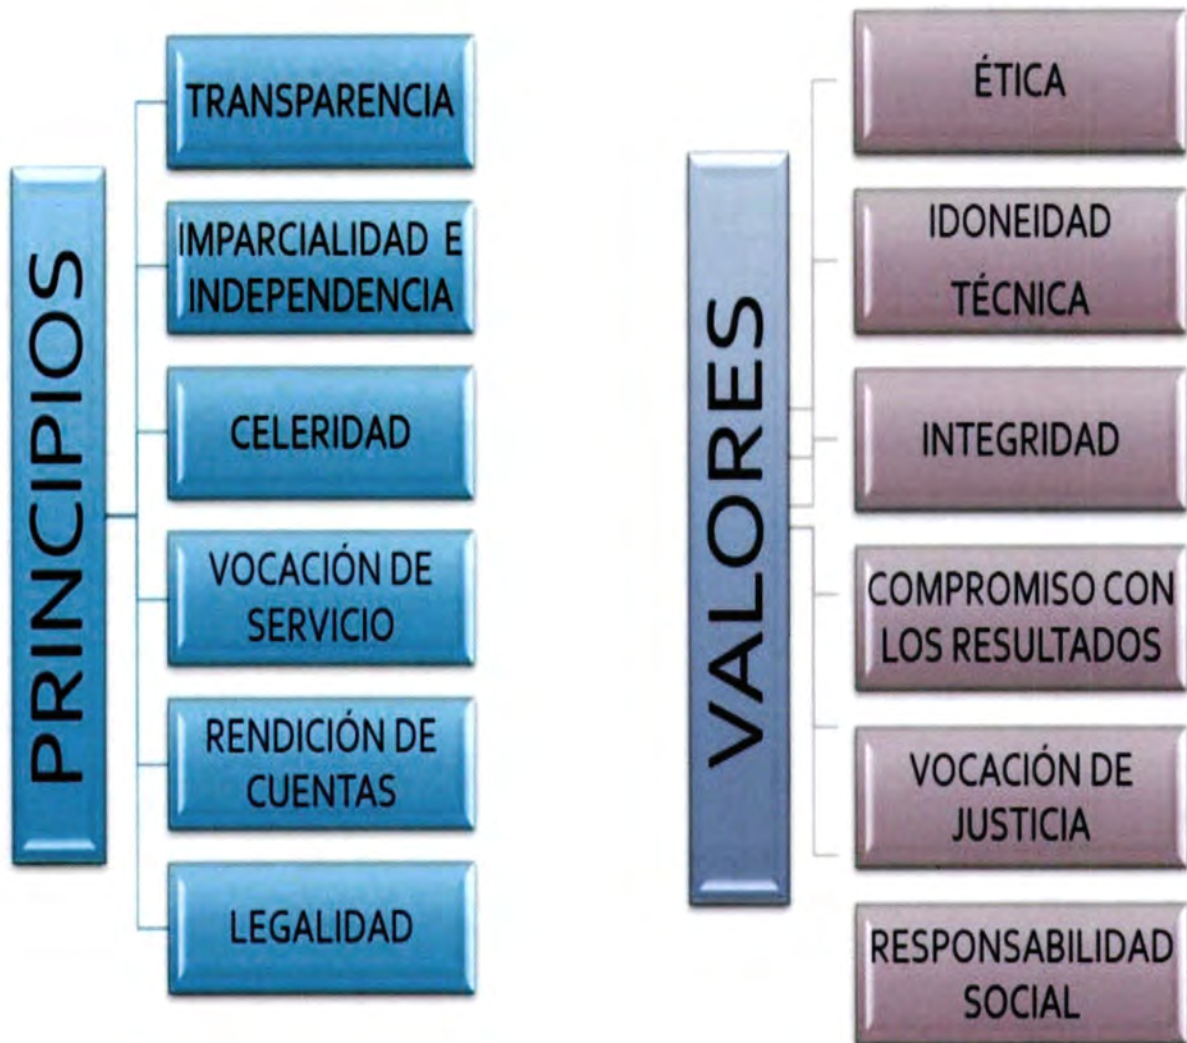 PRINCIPIOS
TRANSPARENCIA
IMPARCIALIDAD E
INDEPENDENCIA
CELERIDAD
VOCACIÓN DE
SERVICIO
RENDICIÓN DE
CUENTAS
LEGALIDAD
VALORES
ÉTICA
IDONEIDAD
TÉCNICA
INTEGRIDAD
COMPROMISO CON
LOS RESULTADOS
VOCACIÓN DE
JUSTICIA
RESPONSABILIDAD
SOCIAL